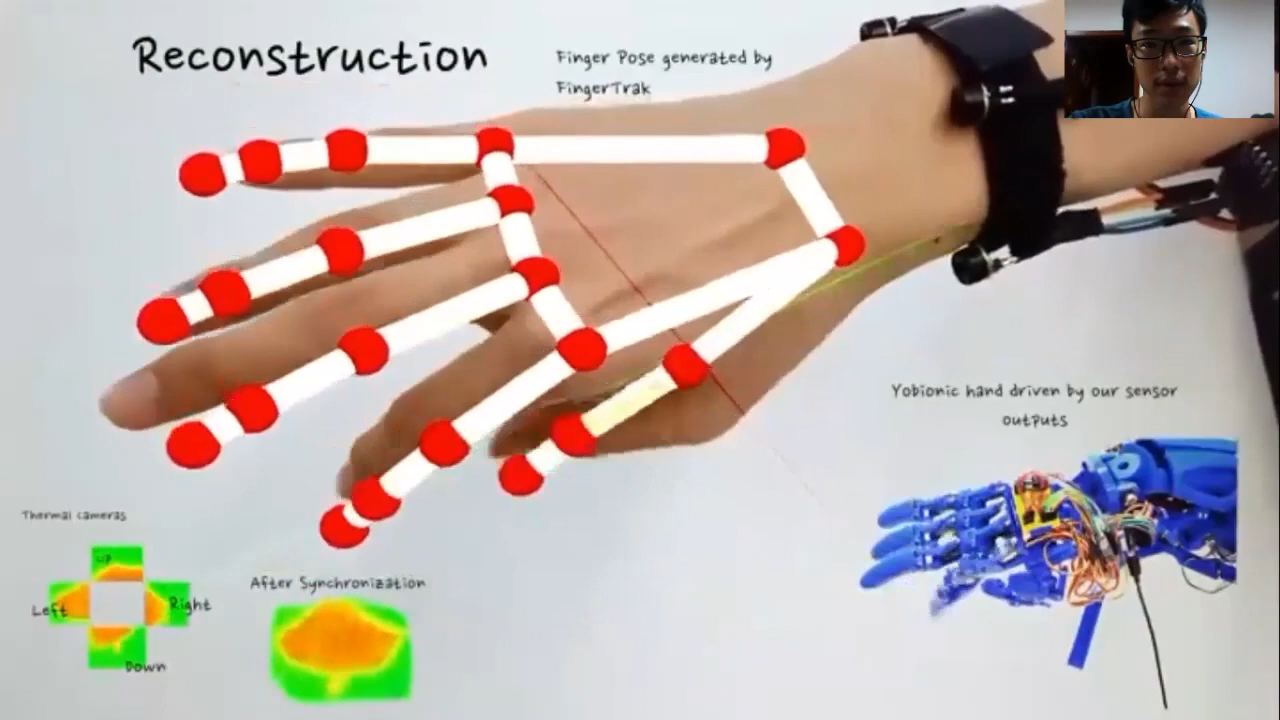 Reconstruction
Finger Pose generated by
FingerTrak
Yobionic hand driven by our sensor
outputs
Thermal cameras
UP
Left
Right
Down
After Synchronization